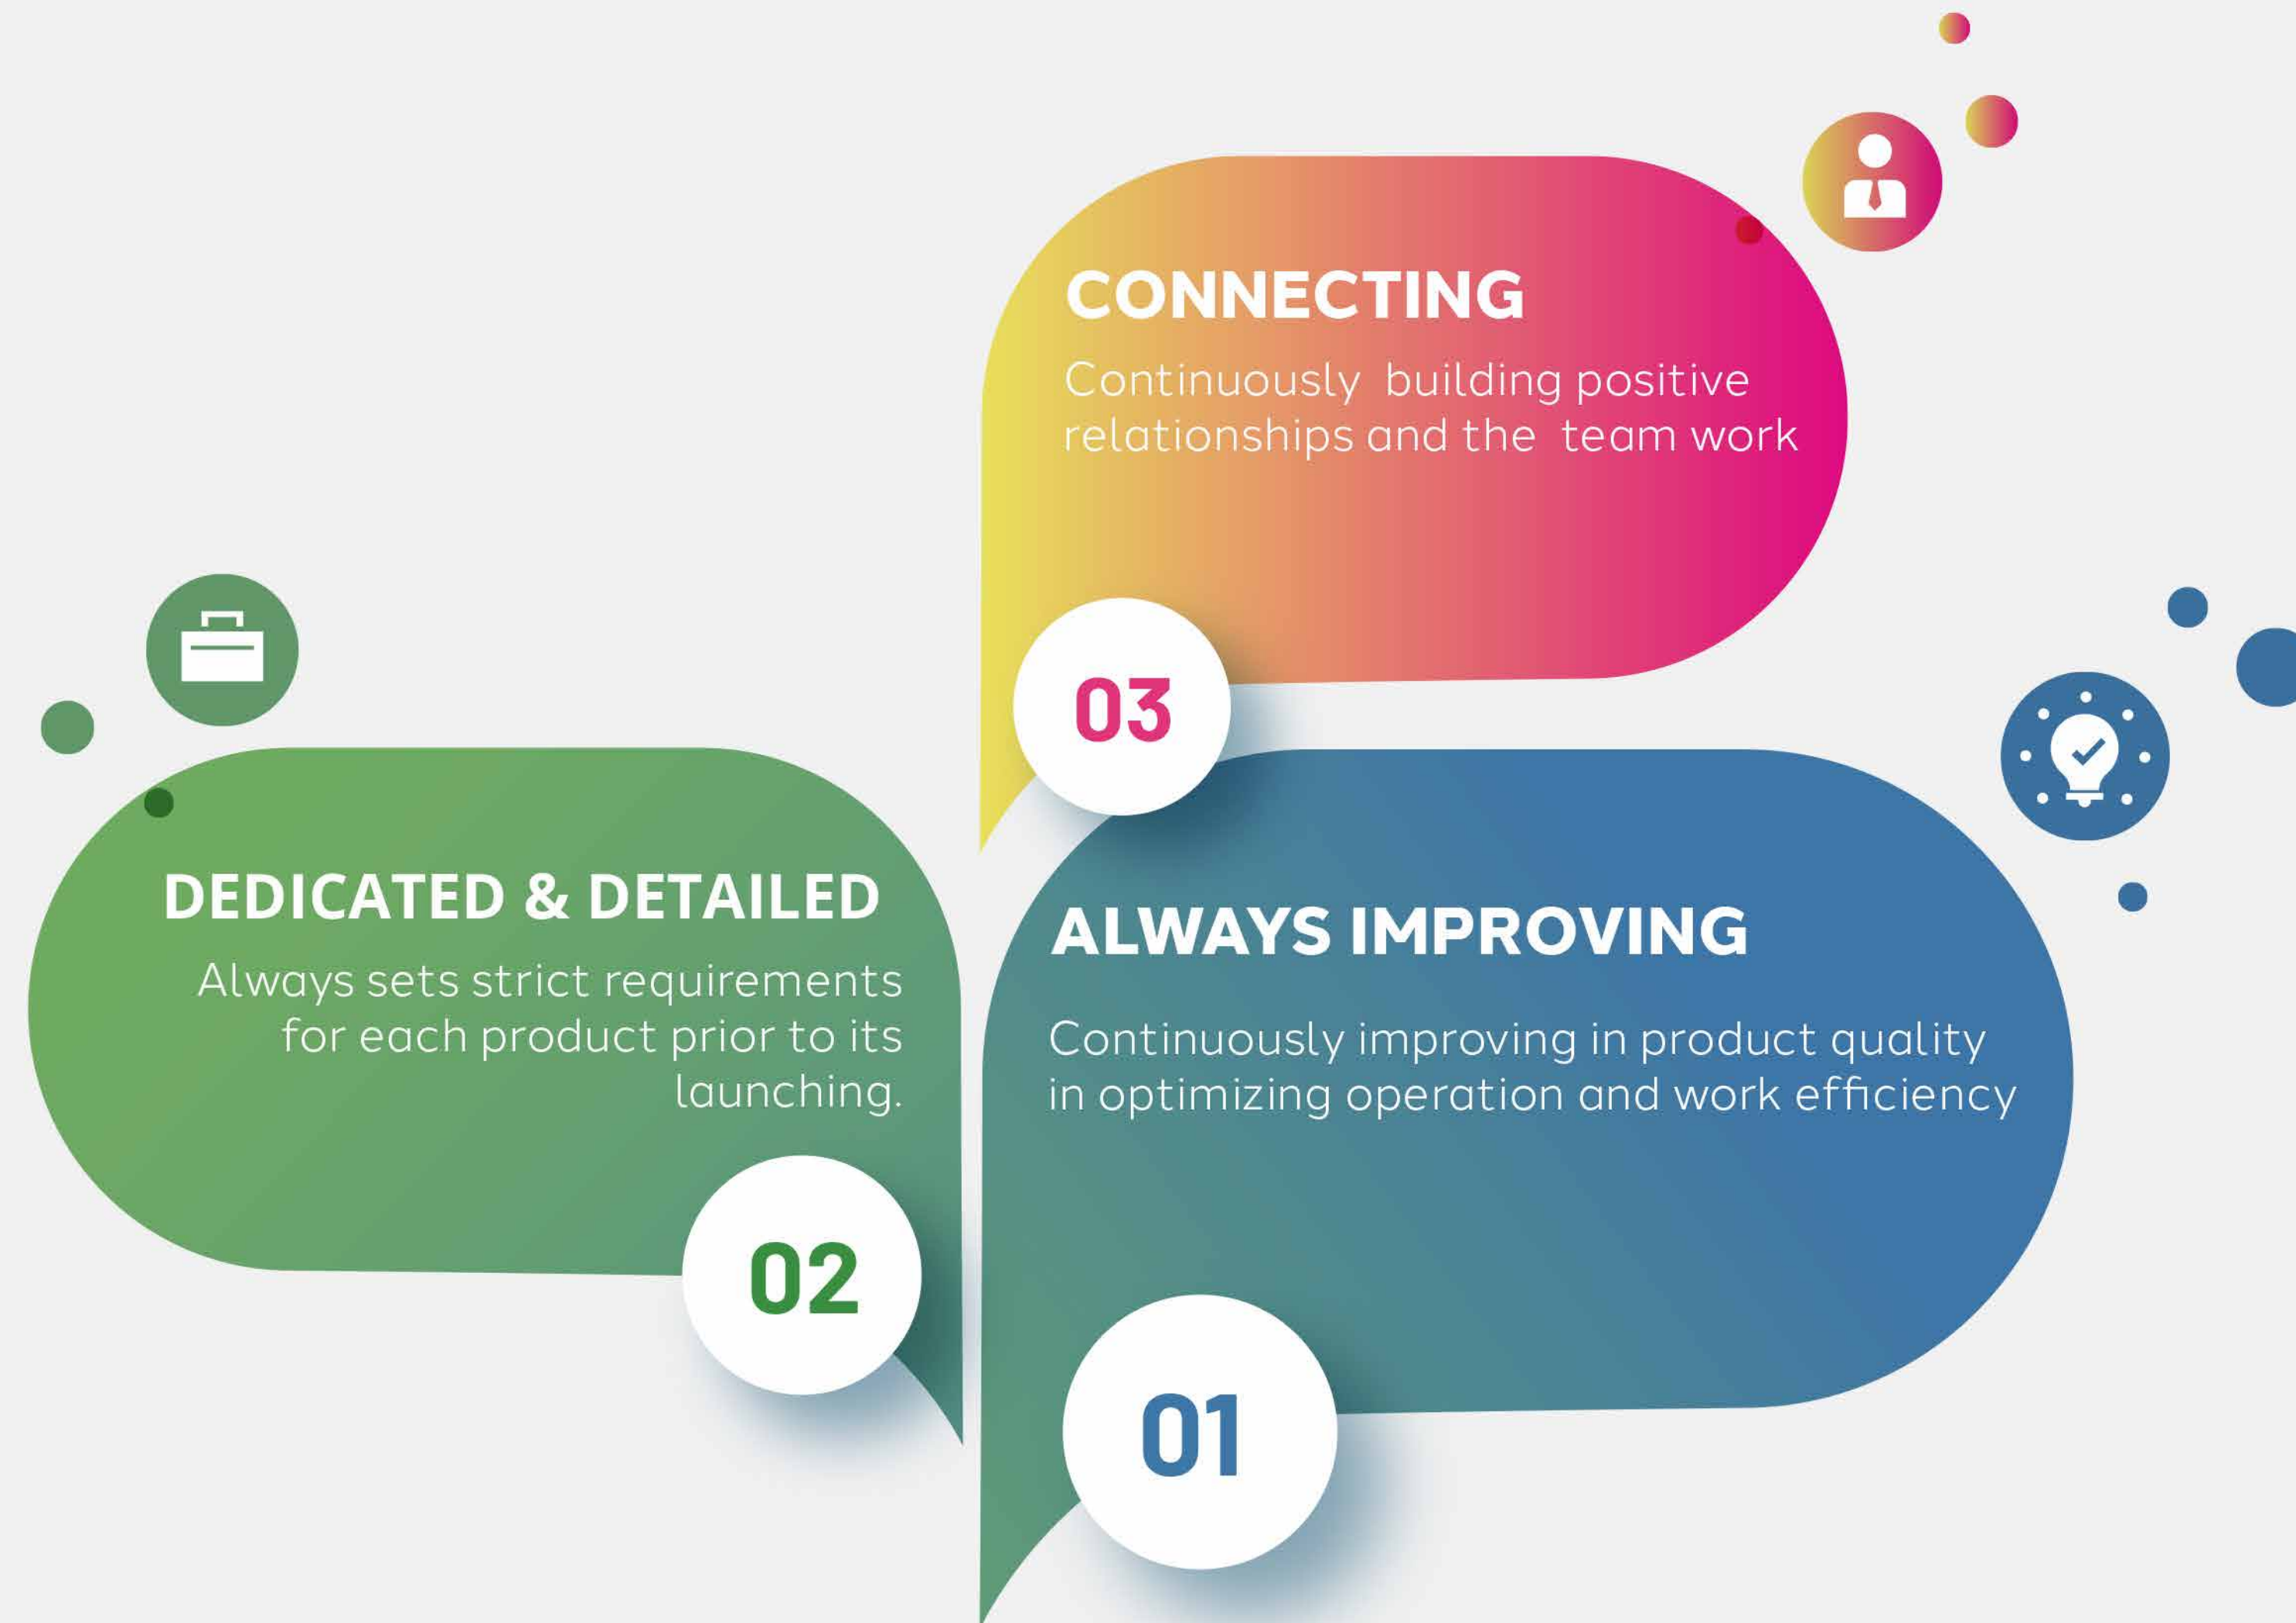 CONNECTING
Continuously building positive
relationships and the team work
03
DEDICATED & DETAILED
Always sets strict requirements
for each product prior to its
launching.
02
ALWAYS IMPROVING
Continuously improving in product quality
in optimizing operation and work efficiency
01